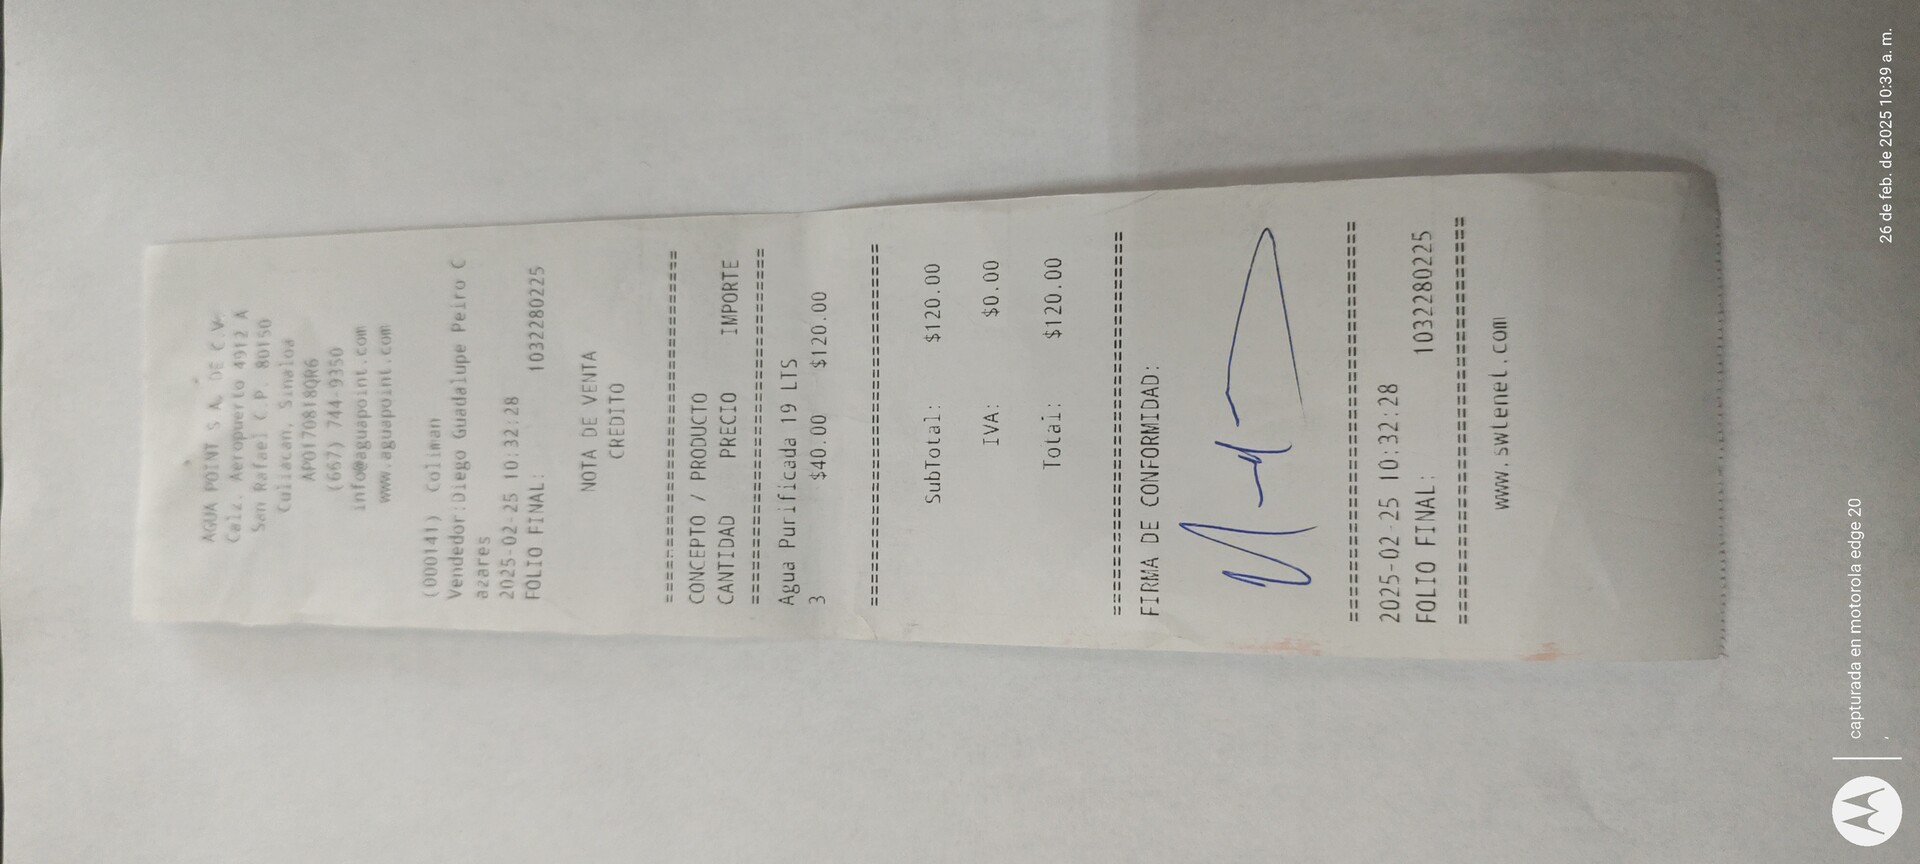 AGUA POINT S.A. DE C.V.
Calz. Aeropuerto 4912 A
San Rafael C.P. 80150
Culiacan, Sinaloa
APO170818QR6
(667) 744-9350
info@aguapoint.com
www.aguapoint.com
(000141) Coliman
Vendedor:Diego Guadalupe Peiro C
azares
2025-02-25 10:32:28
FOLIO FINAL: 1032280225
NOTA DE VENTA
CREDITO
================================
CONCEPTO / PRODUCTO
CANTIDAD PRECIO IMPORTE
================================
Agua Purificada 19 LTS
3 $40.00 $120.00
================================
SubTotal: $120.00
IVA: $0.00
Total: $120.00
================================
FIRMA DE CONFORMIDAD:
================================
2025-02-25 10:32:28
FOLIO FINAL: 1032280225
================================
www.swtenet.com
capturada en motorola edge 20
26 de feb. de 2025 10:39 a. m.